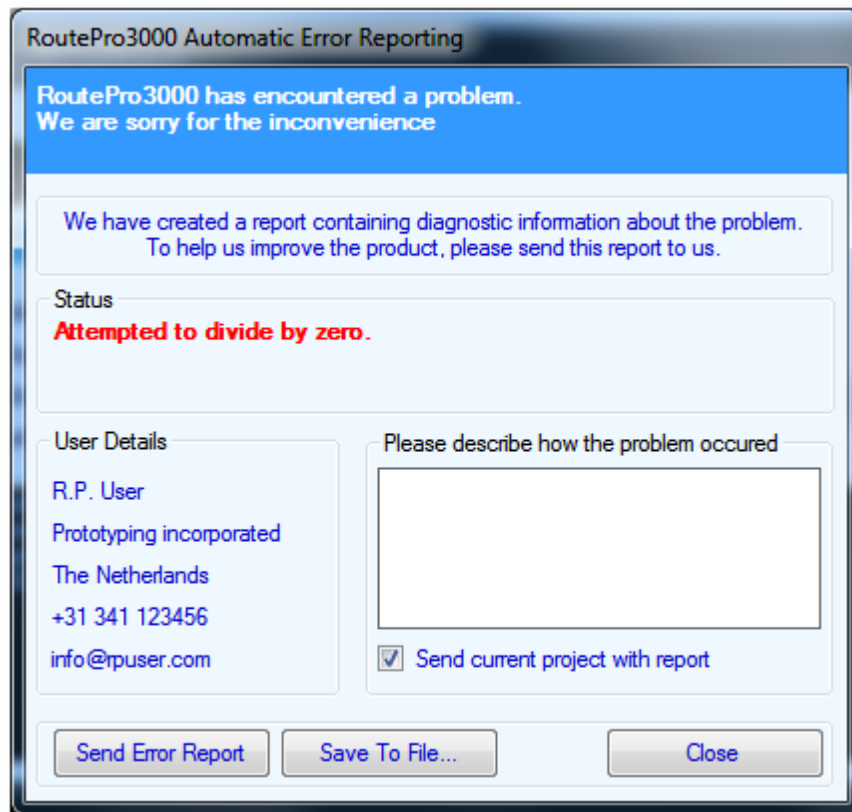 RoutePro3000 Automatic Error Reporting
RoutePro3000 has encountered a problem.
We are sorry for the inconvenience
We have created a report containing diagnostic information about the problem.
To help us improve the product, please send this report to us.
Status
Attempted to divide by zero.
User Details
R.P. User
Prototyping incorporated
The Netherlands
+31 341 123456
info@rpuser.com
Please describe how the problem occured
Send current project with report
Send Error Report
Save To File...
Close